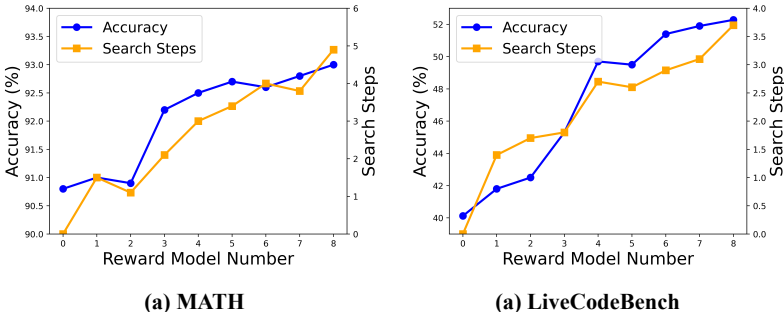 94.0
93.5
93.0
92.5
92.0
91.5
91.0
90.5
90.0
Accuracy (%)
Accuracy
Search Steps
6
5
4
3
2
1
0
Search Steps
0 1 2 3 4 5 6 7 8
Reward Model Number
(a) MATH
52
50
48
46
44
42
40
Accuracy (%)
Accuracy
Search Steps
4.0
3.5
3.0
2.5
2.0
1.5
1.0
0.5
0.0
Search Steps
0 1 2 3 4 5 6 7 8
Reward Model Number
(a) LiveCodeBench